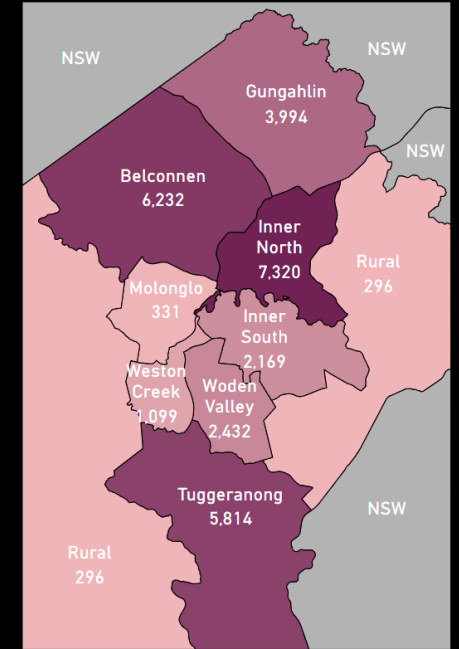 NSW
NSW
Gungahlin
3,994
NSW
Belconnen
6,232
Inner
North
7,320
Rural
296
Molonglo
331
Inner
South
2,169
Weston
Creek
1,099
Woden
Valley
2,432
Tuggeranong
5,814
NSW
Rural
296